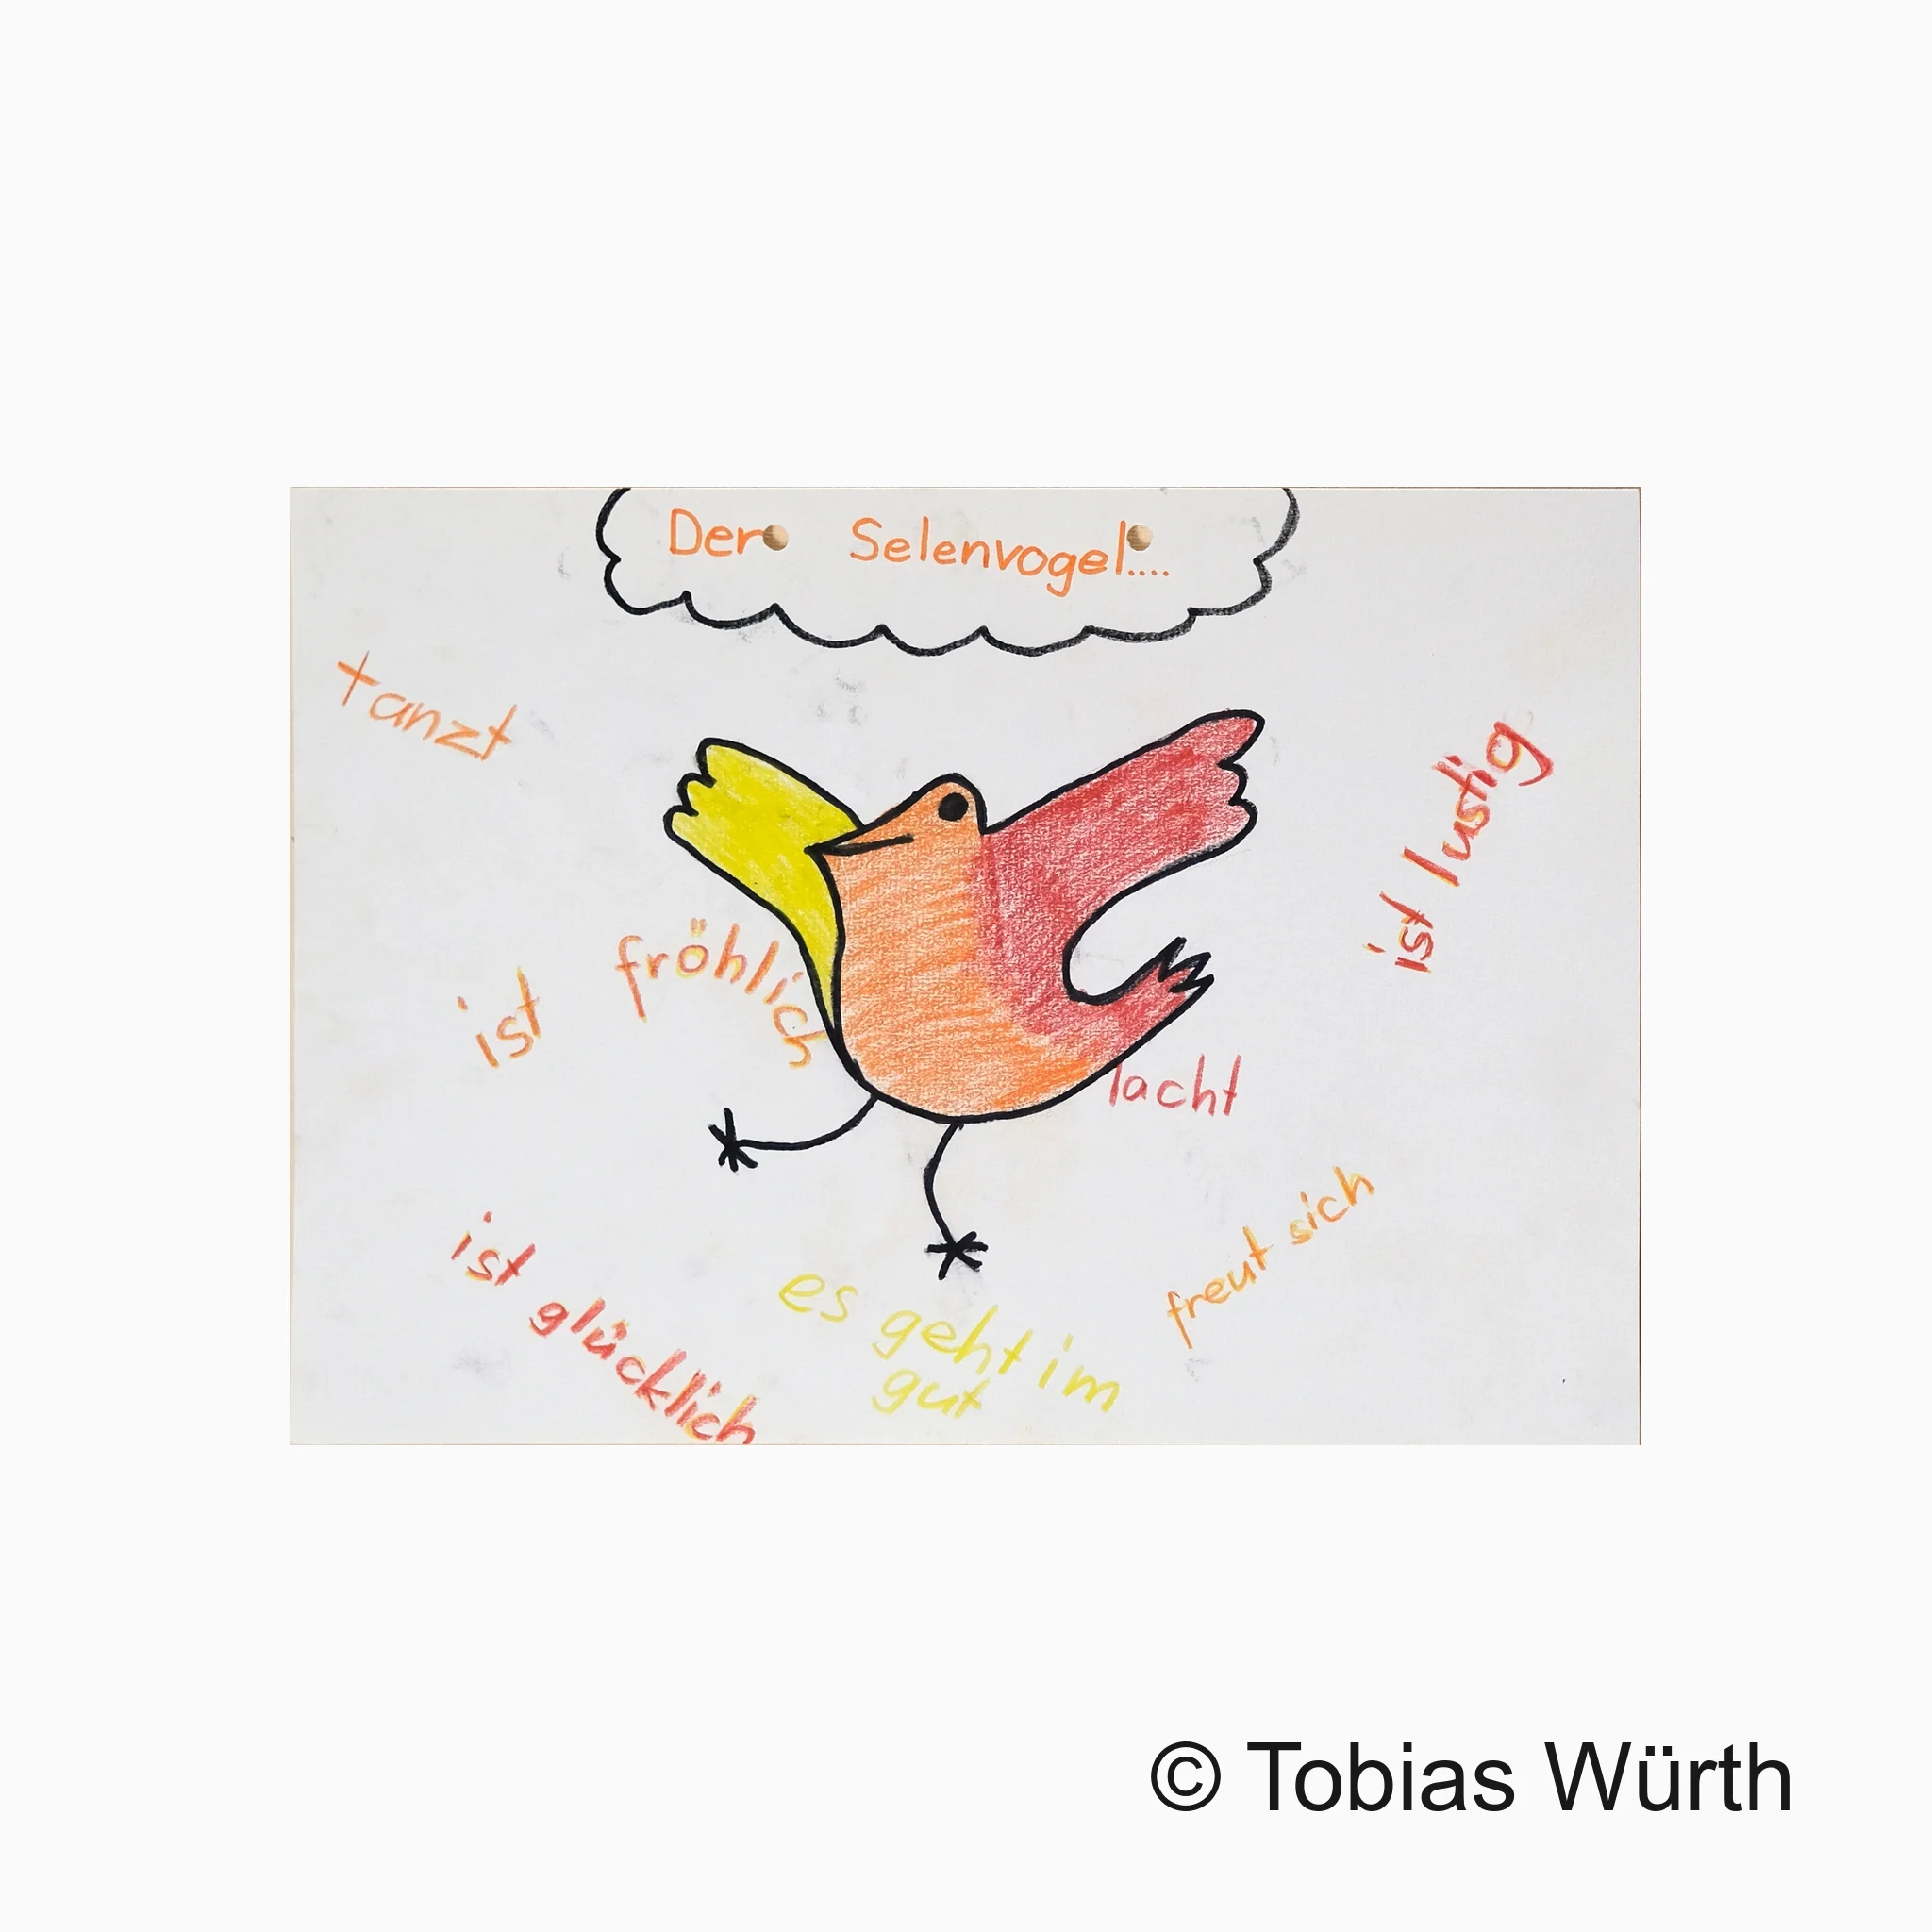 Der Selenvogel....
tanzt
ist lustig
ist fröhlich
lacht
freut sich
ist glücklich
es geht im
gut
© Tobias Würth